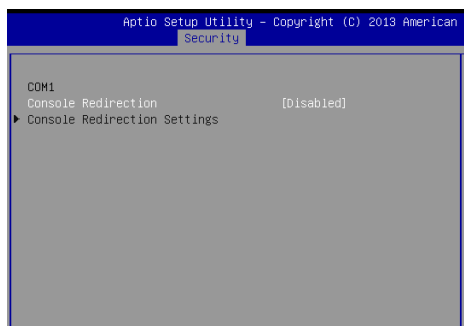 Aptio Setup Utility – Copyright (C) 2013 American
Security
COM1
Console Redirection [Disabled]
Console Redirection Settings